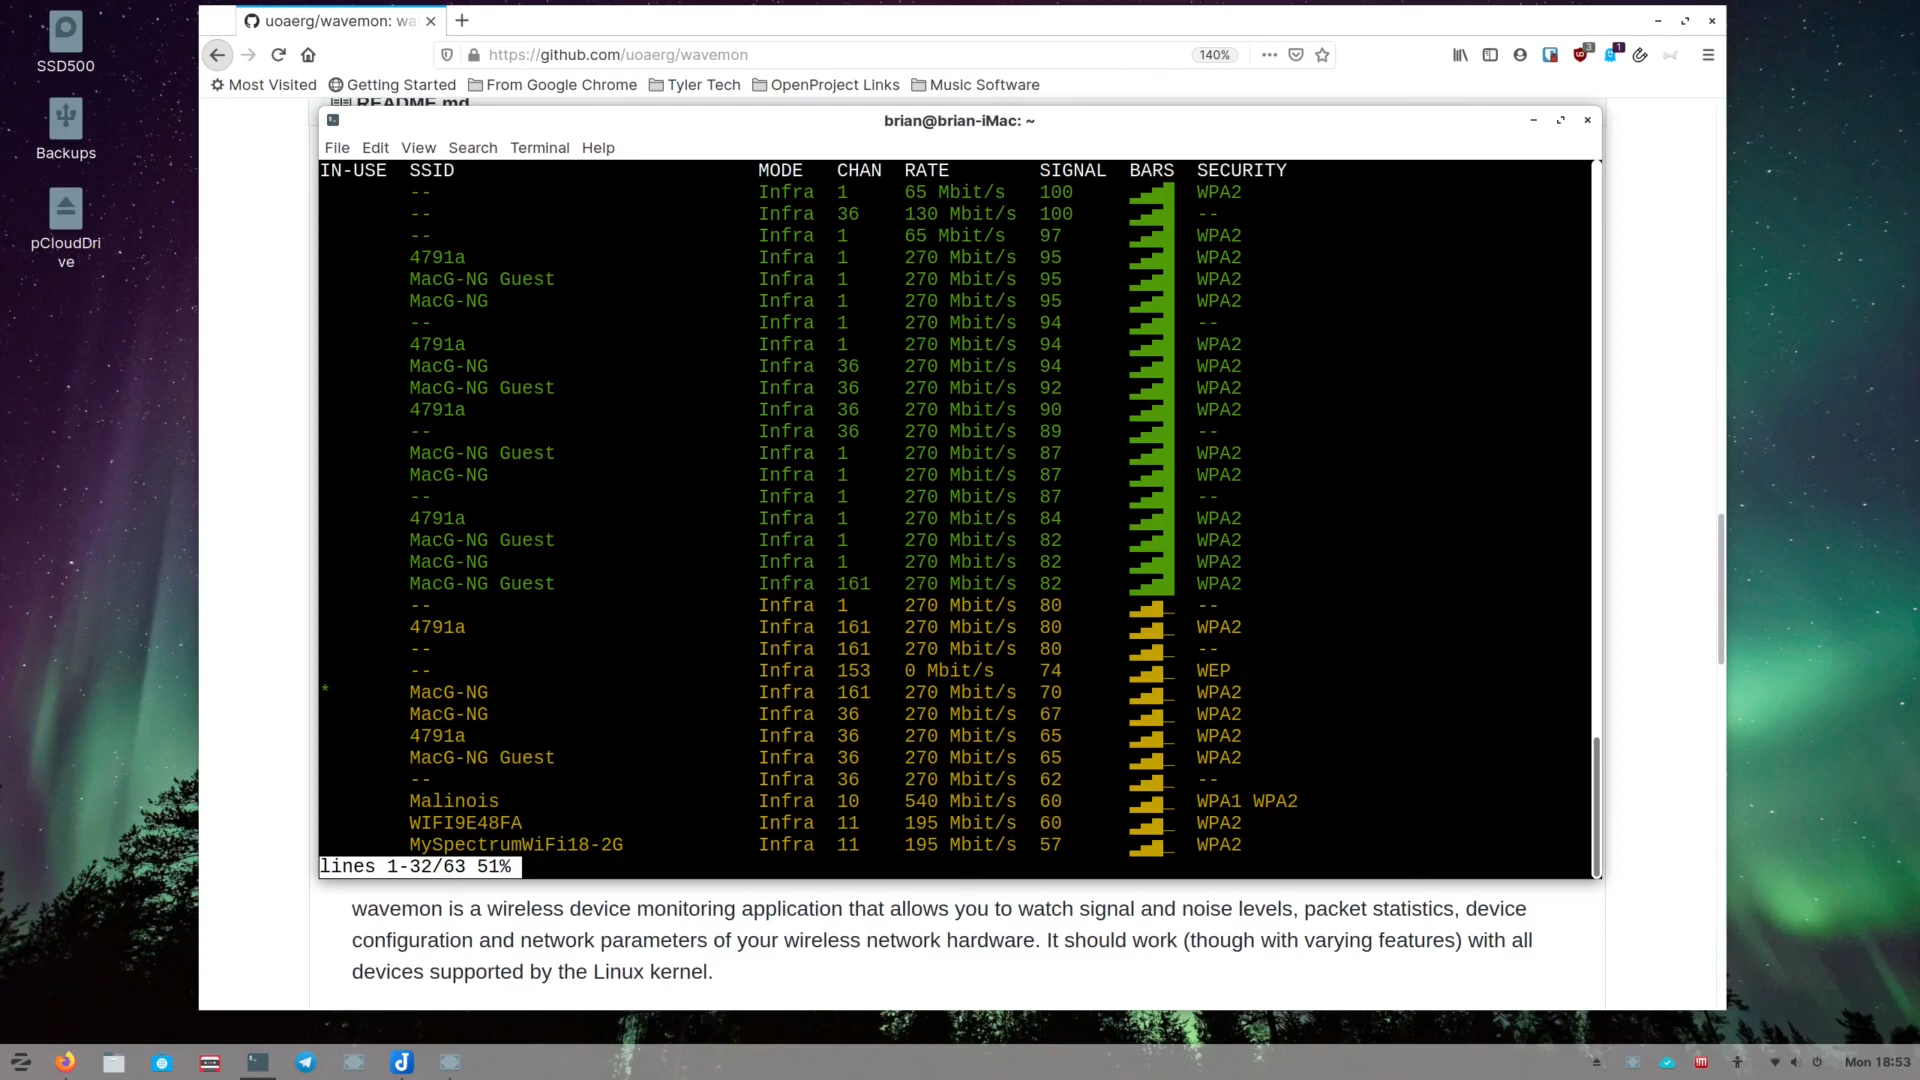 SSD500
Backups
pCloudDri
ve
uoaerg/wavemon: wa
https://github.com/uoaerg/wavemon
140%
3
1
Most Visited
Getting Started
From Google Chrome
Tyler Tech
OpenProject Links
Music Software
README.md
brian@brian-iMac: ~
File Edit View Search Terminal Help
IN-USE SSID MODE CHAN RATE SIGNAL BARS SECURITY
-- Infra 1 65 Mbit/s 100 WPA2
-- Infra 36 130 Mbit/s 100 --
-- Infra 1 65 Mbit/s 97 WPA2
4791a Infra 1 270 Mbit/s 95 WPA2
MacG-NG Guest Infra 1 270 Mbit/s 95 WPA2
MacG-NG Infra 1 270 Mbit/s 95 WPA2
-- Infra 1 270 Mbit/s 94 --
4791a Infra 1 270 Mbit/s 94 WPA2
MacG-NG Infra 36 270 Mbit/s 94 WPA2
MacG-NG Guest Infra 36 270 Mbit/s 92 WPA2
4791a Infra 36 270 Mbit/s 90 WPA2
-- Infra 36 270 Mbit/s 89 --
MacG-NG Guest Infra 1 270 Mbit/s 87 WPA2
MacG-NG Infra 1 270 Mbit/s 87 WPA2
-- Infra 1 270 Mbit/s 87 --
4791a Infra 1 270 Mbit/s 84 WPA2
MacG-NG Guest Infra 1 270 Mbit/s 82 WPA2
MacG-NG Infra 1 270 Mbit/s 82 WPA2
MacG-NG Guest Infra 161 270 Mbit/s 82 WPA2
-- Infra 1 270 Mbit/s 80 --
4791a Infra 161 270 Mbit/s 80 WPA2
-- Infra 161 270 Mbit/s 80 --
-- Infra 153 0 Mbit/s 74 WEP
* MacG-NG Infra 161 270 Mbit/s 70 WPA2
MacG-NG Infra 36 270 Mbit/s 67 WPA2
4791a Infra 36 270 Mbit/s 65 WPA2
MacG-NG Guest Infra 36 270 Mbit/s 65 WPA2
-- Infra 36 270 Mbit/s 62 --
Malinois Infra 10 540 Mbit/s 60 WPA1 WPA2
WIFI9E48FA Infra 11 195 Mbit/s 60 WPA2
MySpectrumWiFi18-2G Infra 11 195 Mbit/s 57 WPA2
lines 1-32/63 51%
wavemon is a wireless device monitoring application that allows you to watch signal and noise levels, packet statistics, device
configuration and network parameters of your wireless network hardware. It should work (though with varying features) with all
devices supported by the Linux kernel.
Mon 18:53